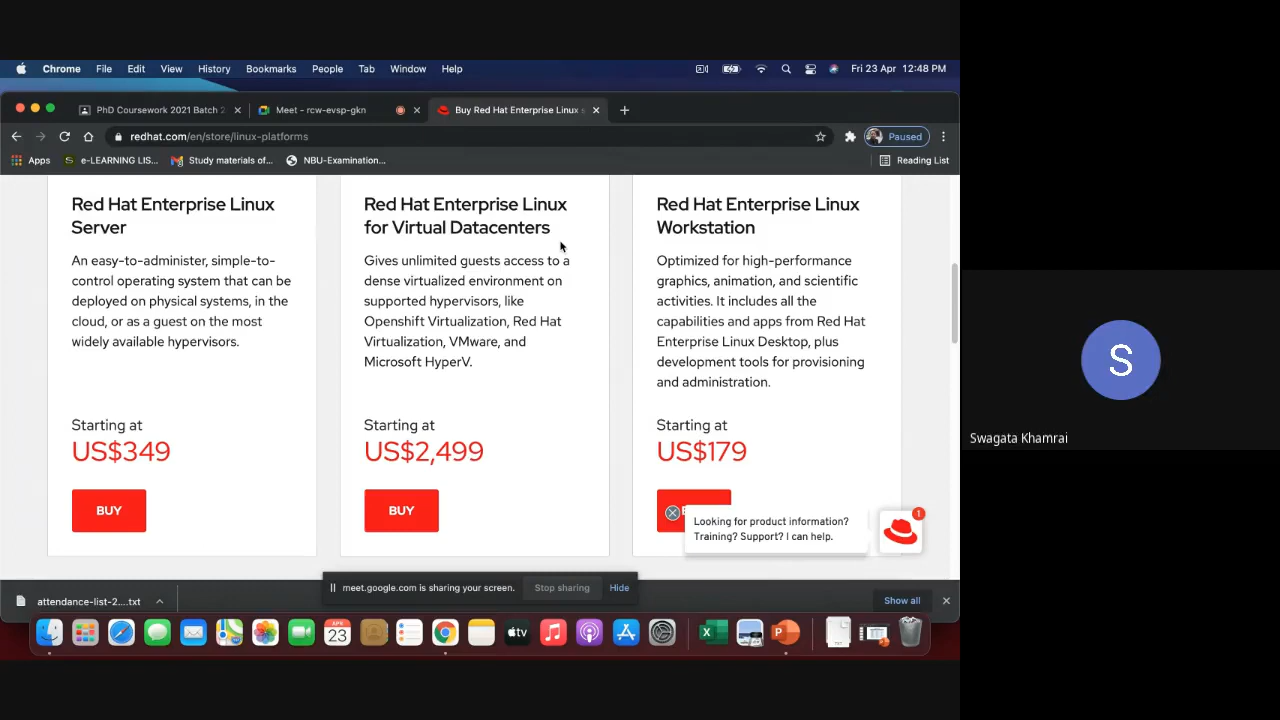 Chrome File Edit View History Bookmarks People Tab Window Help Fri 23 Apr 12:48 PM
PhD Coursework 2021 Batch 2 Meet - rcw-evsp-gkn Buy Red Hat Enterprise Linux s
redhat.com/en/store/linux-platforms Paused
Apps e-LEARNING LIS... Study materials of... NBU-Examination... Reading List
Red Hat Enterprise Linux
Server
An easy-to-administer, simple-to-
control operating system that can be
deployed on physical systems, in the
cloud, or as a guest on the most
widely available hypervisors.
Starting at
US$349
BUY
Red Hat Enterprise Linux
for Virtual Datacenters
Gives unlimited guests access to a
dense virtualized environment on
supported hypervisors, like
Openshift Virtualization, Red Hat
Virtualization, VMware, and
Microsoft HyperV.
Starting at
US$2,499
BUY
Red Hat Enterprise Linux
Workstation
Optimized for high-performance
graphics, animation, and scientific
activities. It includes all the
capabilities and apps from Red Hat
Enterprise Linux Desktop, plus
development tools for provisioning
and administration.
Starting at
US$179
Looking for product information?
Training? Support? I can help.
1
meet.google.com is sharing your screen. Stop sharing Hide
attendance-list-2....txt Show all
APR
23
tv
X
P
S
Swagata Khamrai